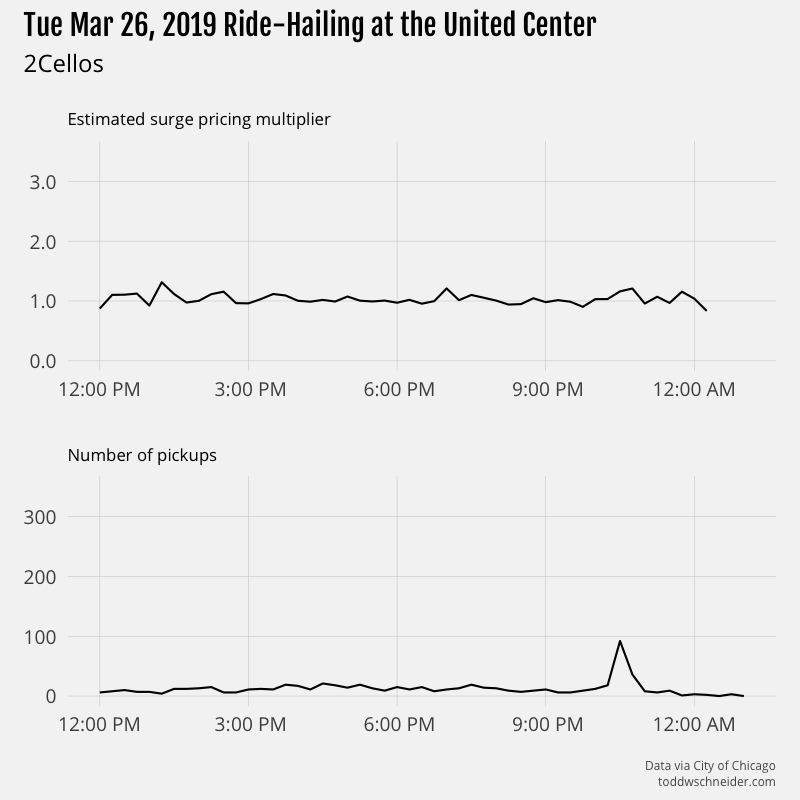 Tue Mar 26, 2019 Ride-Hailing at the United Center
2Cellos
Estimated surge pricing multiplier
3.0
2.0
1.0
0.0
12:00 PM 3:00 PM 6:00 PM 9:00 PM 12:00 AM
Number of pickups
300
200
100
0
12:00 PM 3:00 PM 6:00 PM 9:00 PM 12:00 AM
Data via City of Chicago
toddwschneider.com